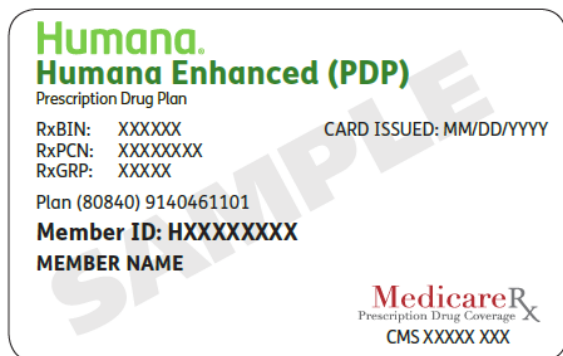 Humana®
Humana Enhanced (PDP)
Prescription Drug Plan
RxBIN: XXXXXX CARD ISSUED: MM/DD/YYYY
RxPCN: XXXXXXXX
RxGRP: XXXXX
Plan (80840) 9140461101
Member ID: HXXXXXXXX
MEMBER NAME
SAMPLE
MedicareRx
Prescription Drug Coverage
CMS XXXXX XXX